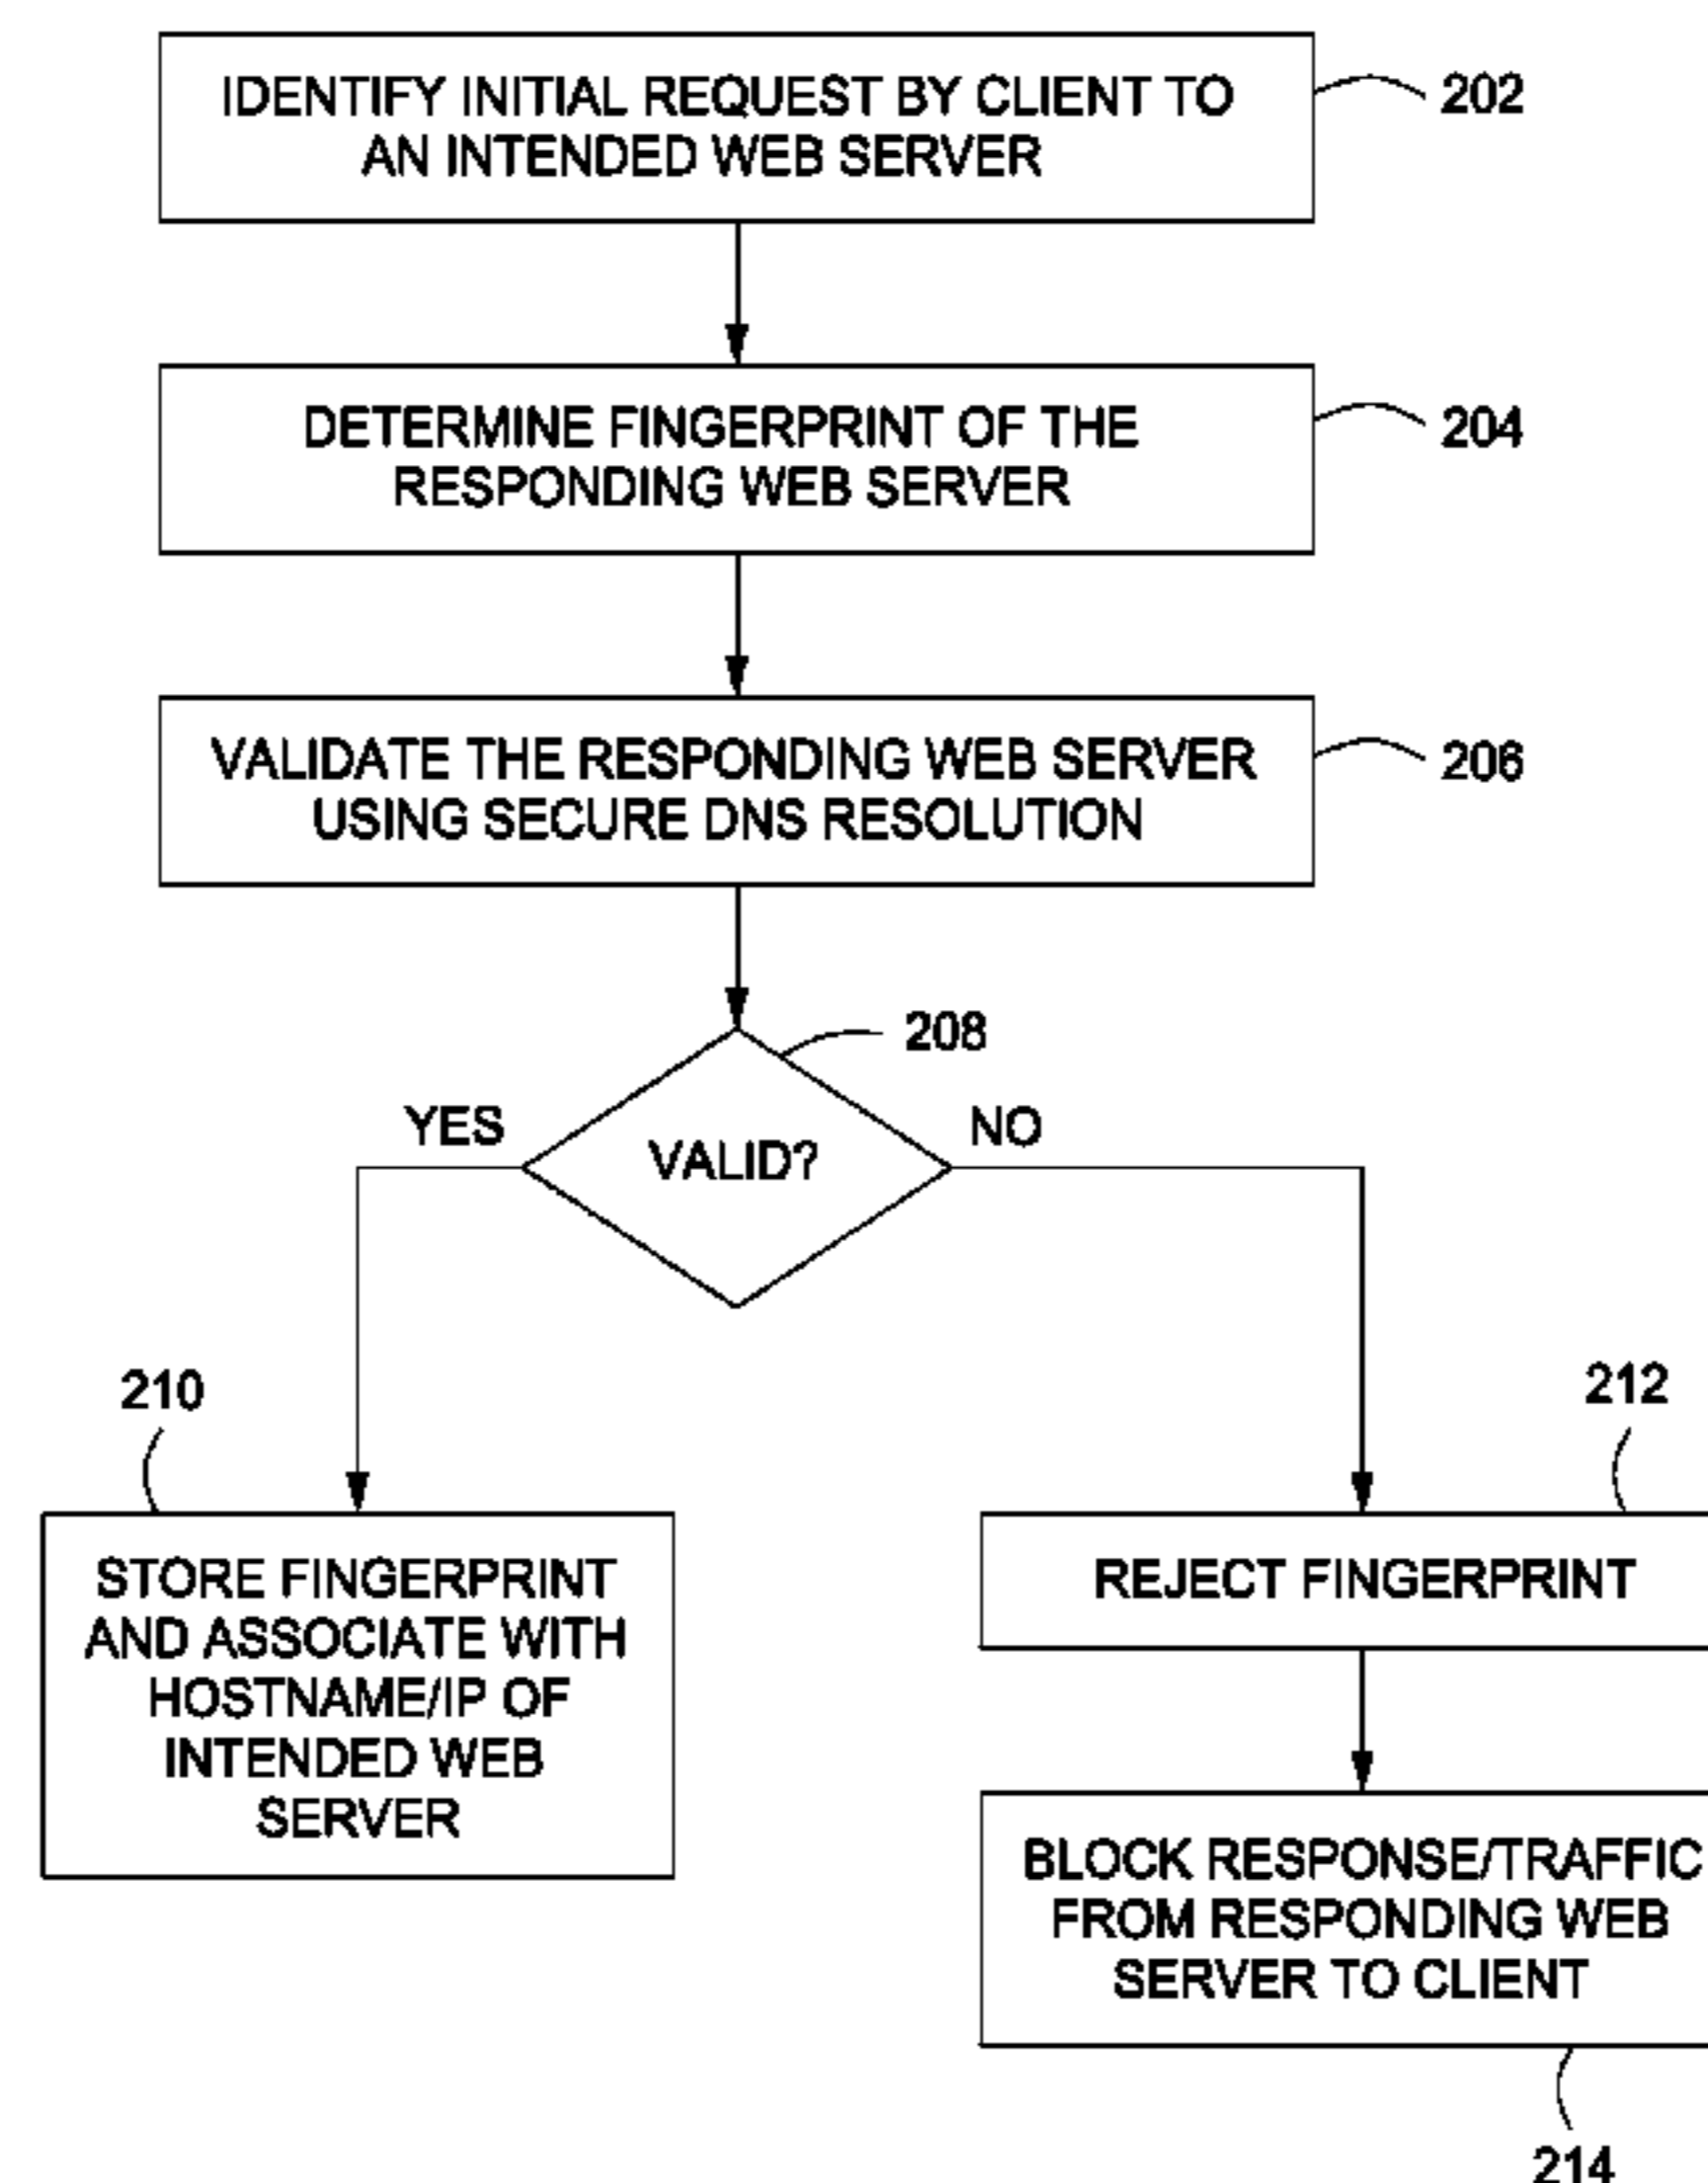 IDENTIFY INITIAL REQUEST BY CLIENT TO
AN INTENDED WEB SERVER
202
DETERMINE FINGERPRINT OF THE
RESPONDING WEB SERVER
204
VALIDATE THE RESPONDING WEB SERVER
USING SECURE DNS RESOLUTION
206
208
YES
VALID?
NO
210
STORE FINGERPRINT
AND ASSOCIATE WITH
HOSTNAME/IP OF
INTENDED WEB
SERVER
212
REJECT FINGERPRINT
BLOCK RESPONSE/TRAFFIC
FROM RESPONDING WEB
SERVER TO CLIENT
214